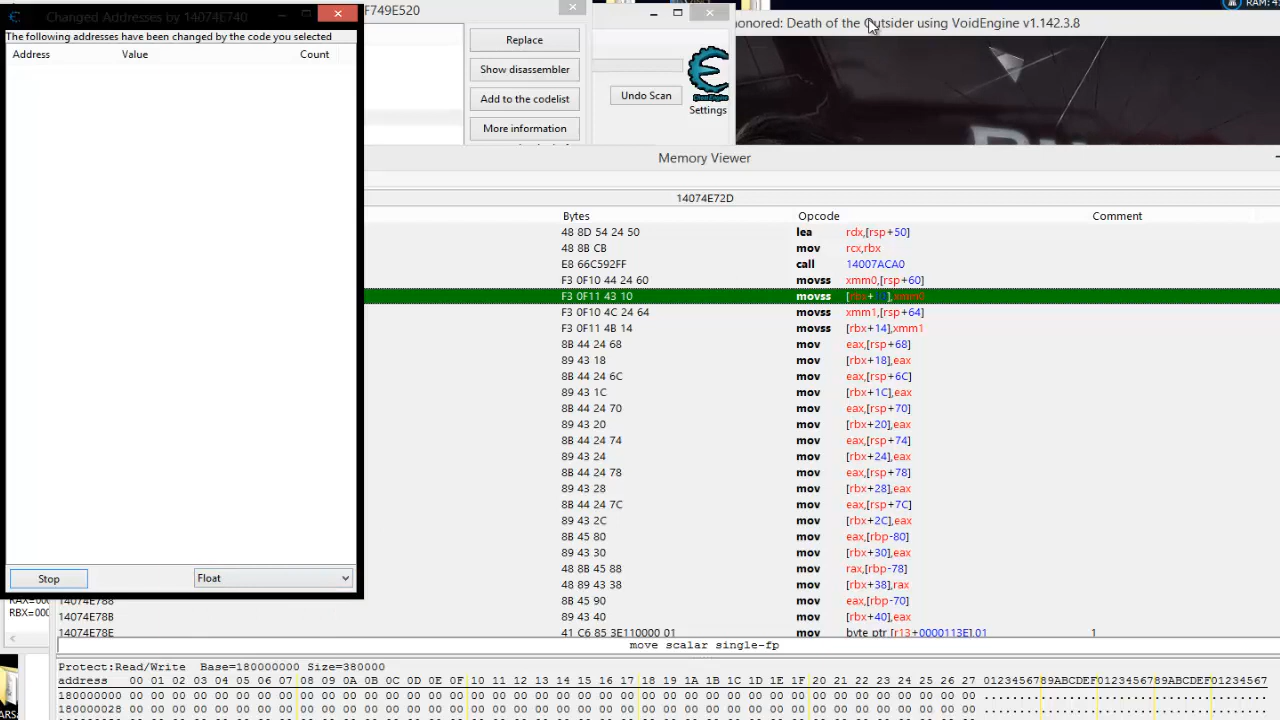 Changed Addresses by 14074E740
The following addresses have been changed by the code you selected
Address Value Count
Stop
Float
F749E520
Replace
Show disassembler
Add to the codelist
More information
Undo Scan
Settings
RAM: 4
onored: Death of the Outsider using VoidEngine v1.142.3.8
Memory Viewer
14074E72D
Bytes Opcode Comment
48 8D 54 24 50 lea rdx,[rsp+50]
48 8B CB mov rcx,rbx
E8 66C592FF call 14007ACA0
F3 0F10 44 24 60 movss xmm0,[rsp+60]
F3 0F11 43 10 movss [rbx+10],xmm0
F3 0F10 4C 24 64 movss xmm1,[rsp+64]
F3 0F11 4B 14 movss [rbx+14],xmm1
8B 44 24 68 mov eax,[rsp+68]
89 43 18 mov [rbx+18],eax
8B 44 24 6C mov eax,[rsp+6C]
89 43 1C mov [rbx+1C],eax
8B 44 24 70 mov eax,[rsp+70]
89 43 20 mov [rbx+20],eax
8B 44 24 74 mov eax,[rsp+74]
89 43 24 mov [rbx+24],eax
8B 44 24 78 mov eax,[rsp+78]
89 43 28 mov [rbx+28],eax
8B 44 24 7C mov eax,[rsp+7C]
89 43 2C mov [rbx+2C],eax
8B 45 80 mov eax,[rbp-80]
89 43 30 mov [rbx+30],eax
48 8B 45 88 mov rax,[rbp-78]
48 89 43 38 mov [rbx+38],rax
14074E788 8B 45 90 mov eax,[rbp-70]
14074E78B 89 43 40 mov [rbx+40],eax
14074E78E 41 C6 85 3E110000 01 mov byte ptr [r13+0000113E],01 1
RAX=000
RBX=000
move scalar single-fp
Protect:Read/Write Base=180000000 Size=380000
address 00 01 02 03 04 05 06 07 08 09 0A 0B 0C 0D 0E 0F 10 11 12 13 14 15 16 17 18 19 1A 1B 1C 1D 1E 1F 20 21 22 23 24 25 26 27 0123456789ABCDEF0123456789ABCDEF01234567
180000000 00 00 00 00 00 00 00 00 00 00 00 00 00 00 00 00 00 00 00 00 00 00 00 00 00 00 00 00 00 00 00 00 00 00 00 00 00 00 00 00 ........................................
180000028 00 00 00 00 00 00 00 00 00 00 00 00 00 00 00 00 00 00 00 00 00 00 00 00 00 00 00 00 00 00 00 00 00 00 00 00 00 00 00 00 ........................................